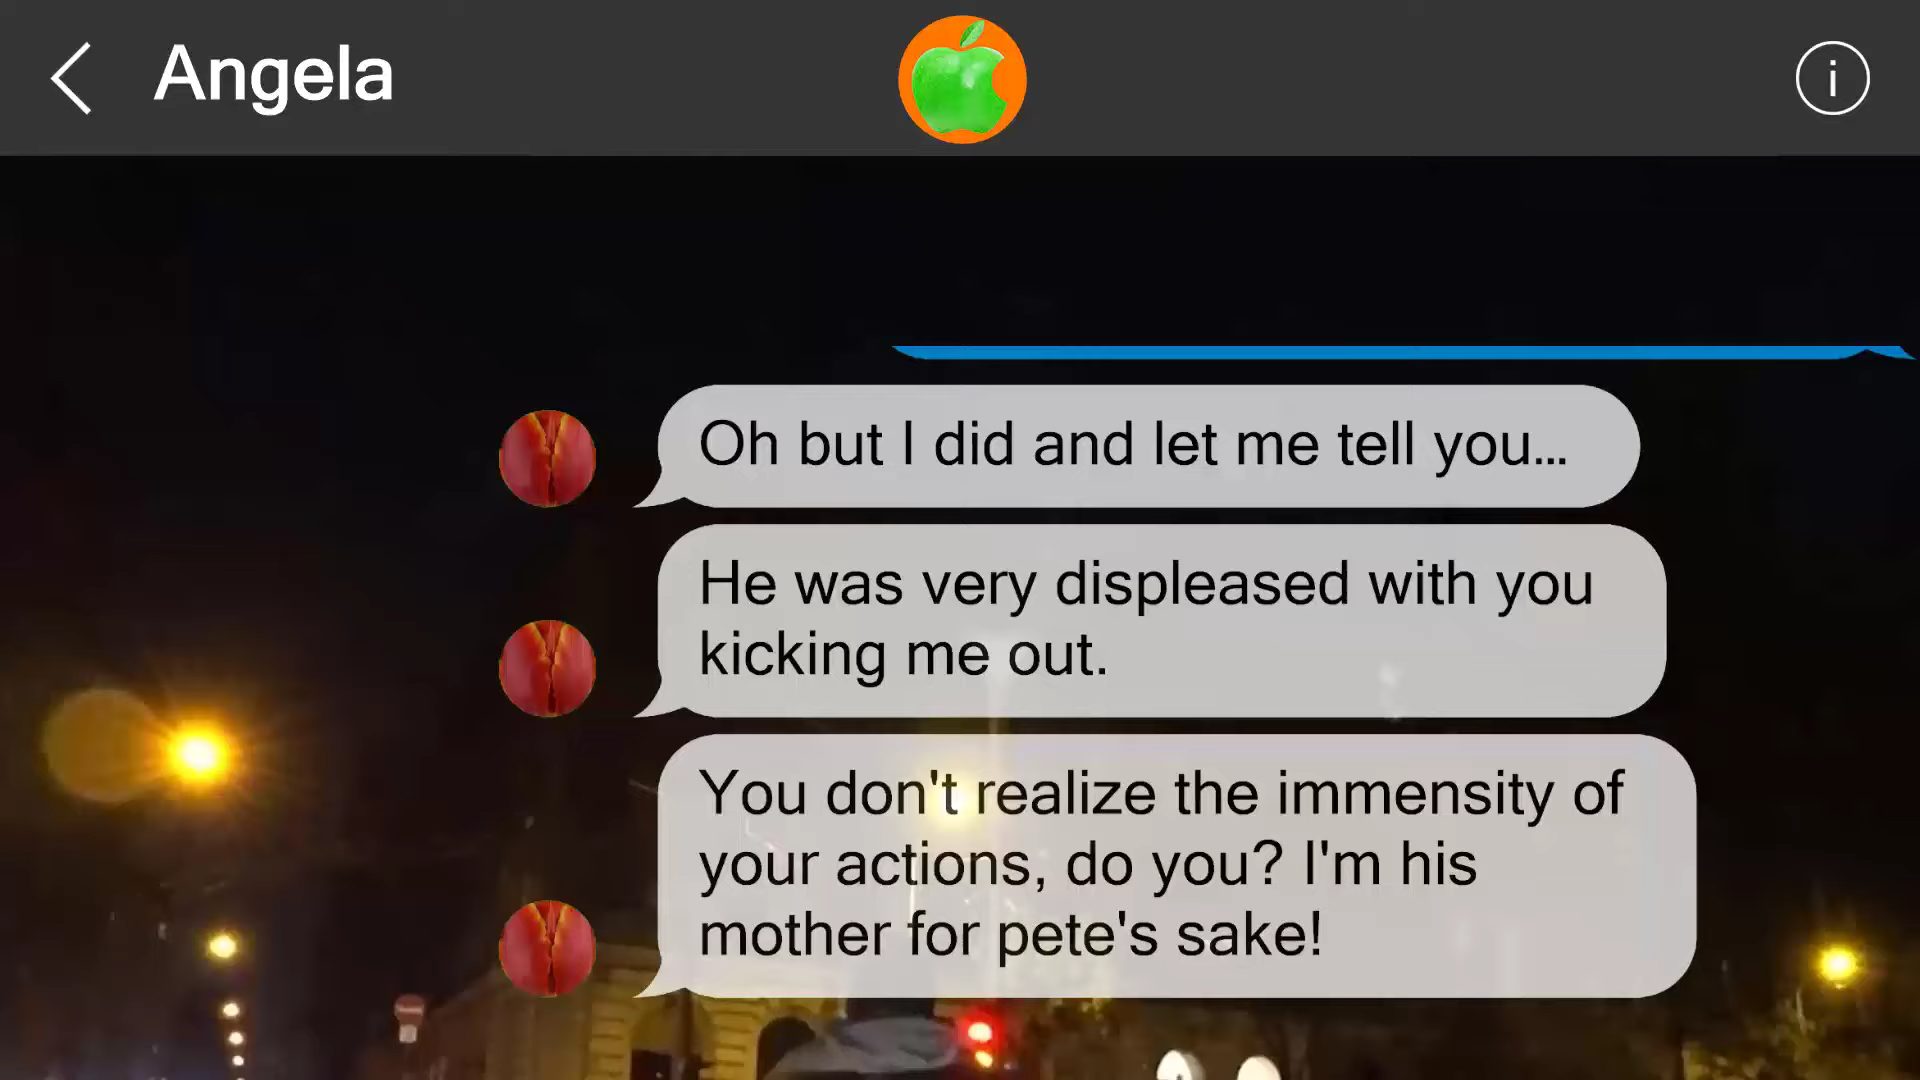 Angela
i
Oh but I did and let me tell you...
He was very displeased with you
kicking me out.
You don't realize the immensity of
your actions, do you? I'm his
mother for pete's sake!